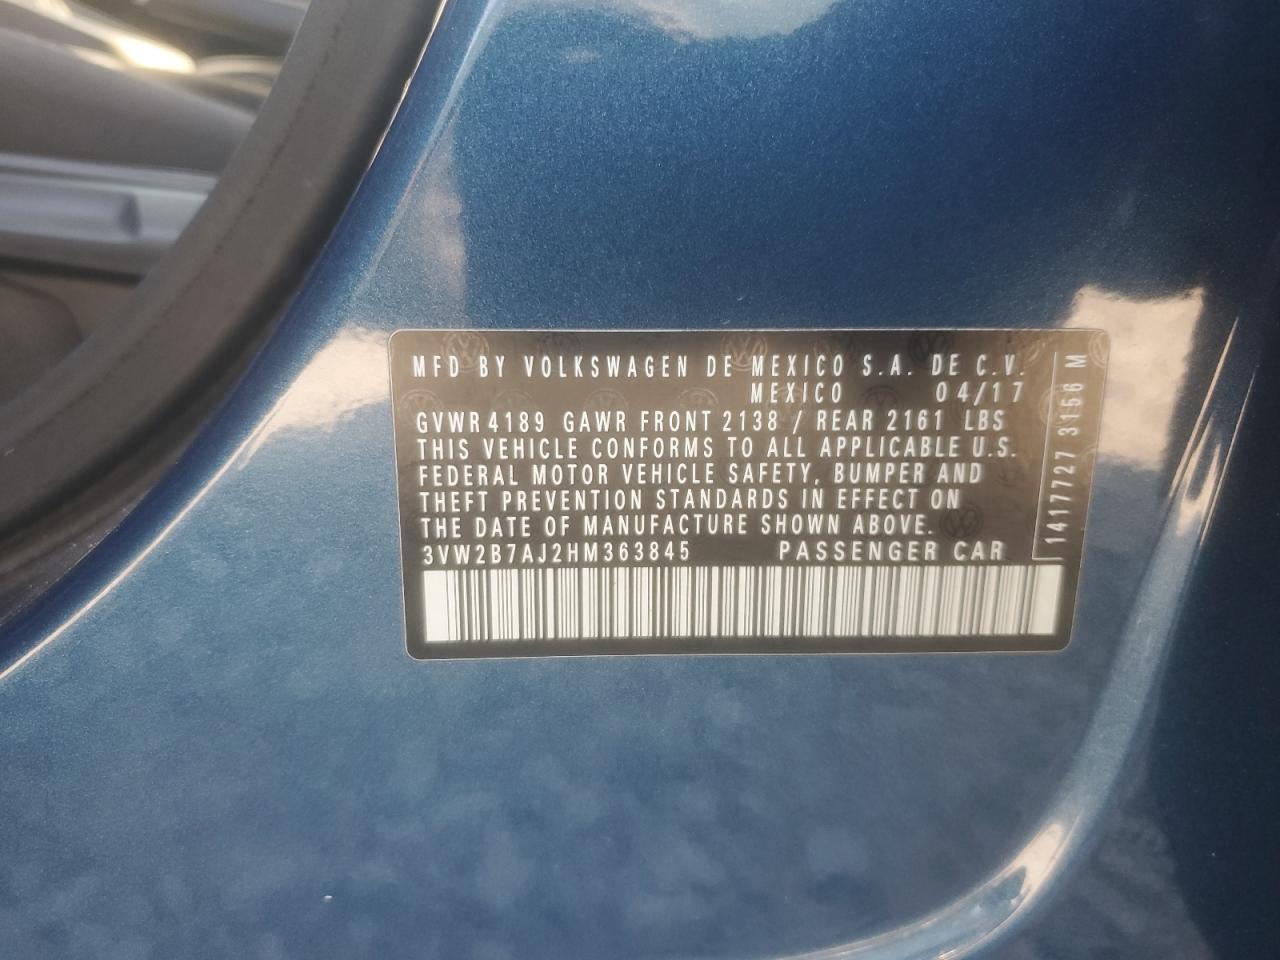 MFD BY VOLKSWAGEN DE MEXICO S.A. DE C.V.
MEXICO 04/17
GVWR 4189 GAWR FRONT 2138 / REAR 2161 LBS
THIS VEHICLE CONFORMS TO ALL APPLICABLE U.S.
FEDERAL MOTOR VEHICLE SAFETY, BUMPER AND
THEFT PREVENTION STANDARDS IN EFFECT ON
THE DATE OF MANUFACTURE SHOWN ABOVE.
3VW2B7AJ2HM363845 PASSENGER CAR
1417727 3156 M